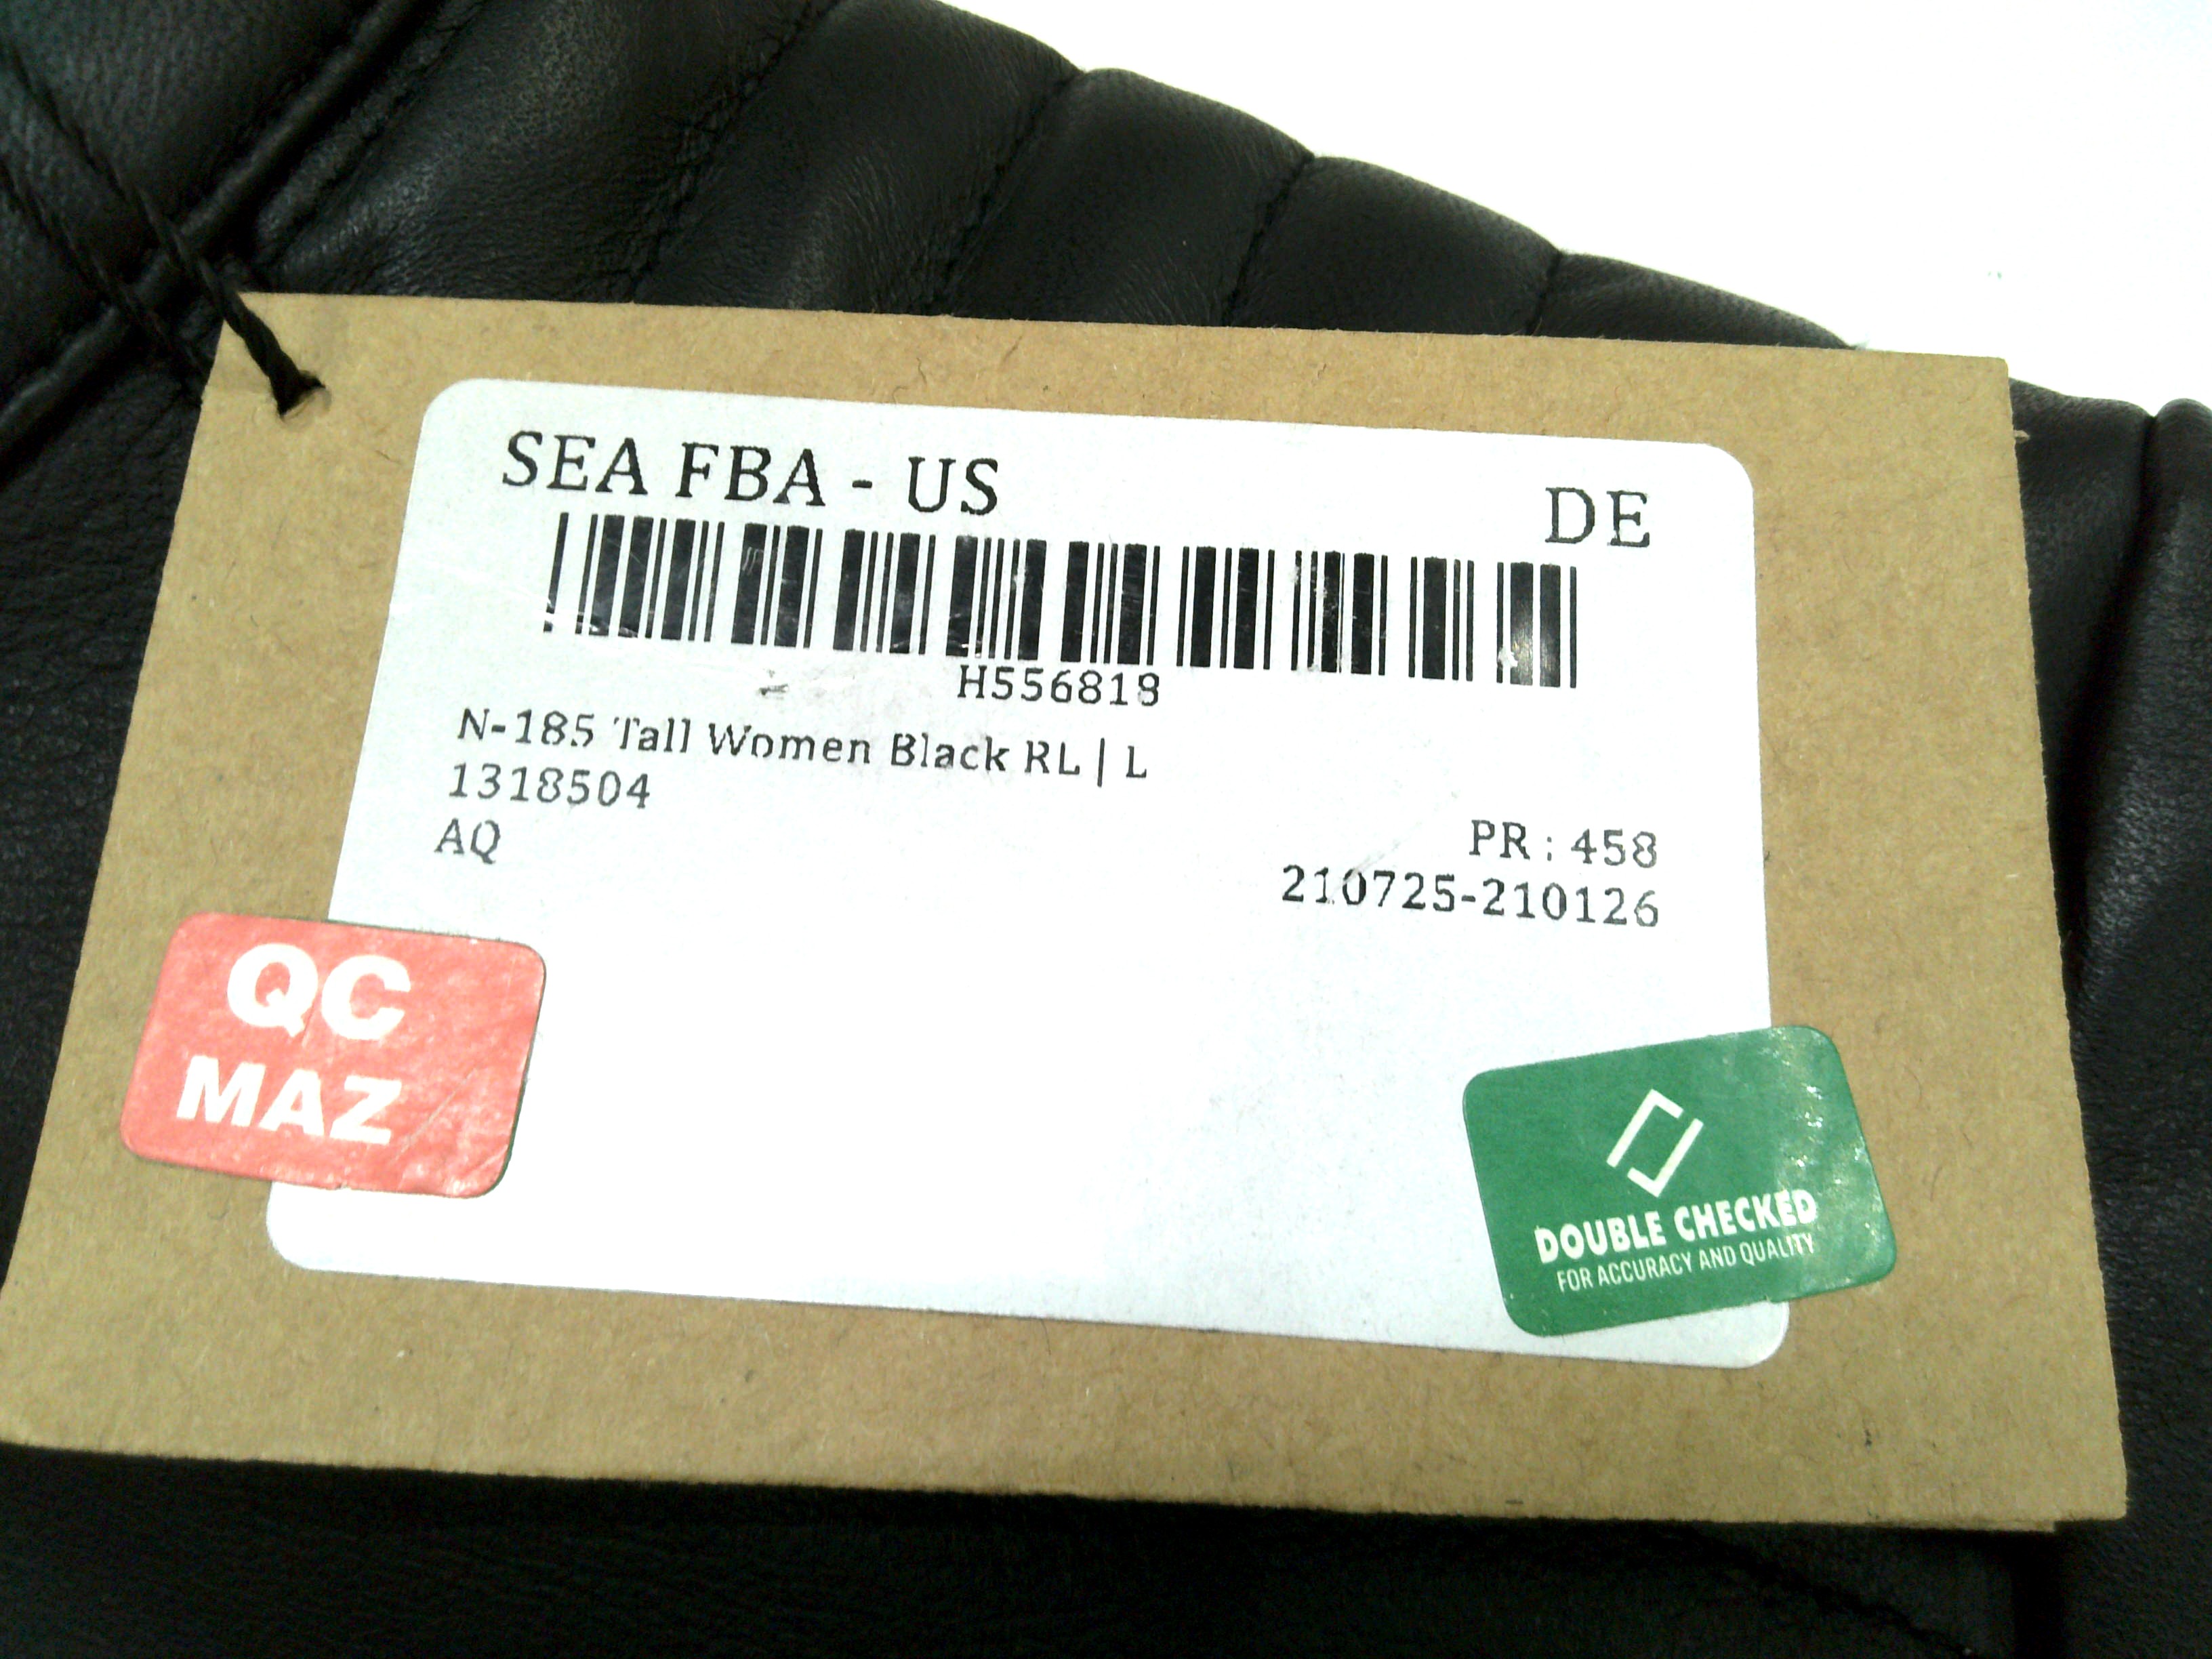 SEA FBA - US
DE
H556818
N-185 Tall Women Black RL | L
1318504
AQ
PR : 458
210725-210126
QC
MAZ
DOUBLE CHECKED
FOR ACCURACY AND QUALITY